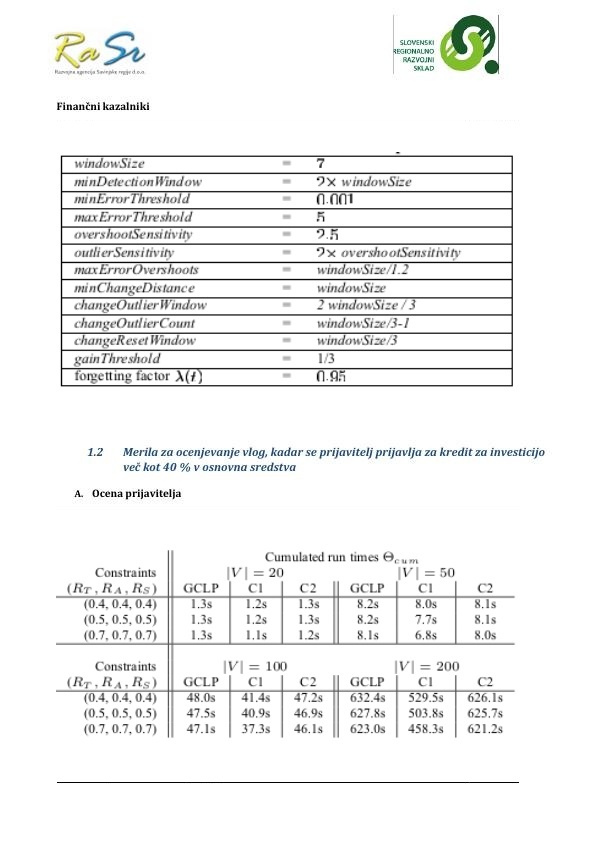 RaSr
Razvojna agencija Savinjske regije d.o.o.
SLOVENSKI
REGIONALNO
RAZVOJNI
SKLAD
Finančni kazalniki
windowSize = 7
minDetectionWindow = 2× windowSize
minErrorThreshold = 0.001
maxErrorThreshold = 5
overshootSensitivity = 2.5
outlierSensitivity = 2× overshootSensitivity
maxErrorOvershoots = windowSize/1.2
minChangeDistance = windowSize
changeOutlierWindow = 2 windowSize / 3
changeOutlierCount = windowSize/3-1
changeResetWindow = windowSize/3
gainThreshold = 1/3
forgetting factor λ(t) = 0.95
1.2 Merila za ocenjevanje vlog, kadar se prijavitelj prijavlja za kredit za investicijo
več kot 40 % v osnovna sredstva
A. Ocena prijavitelja
Cumulated run times Θcum
Constraints |V| = 20 |V| = 50
(RT, RA, RS) GCLP C1 C2 GCLP C1 C2
(0.4, 0.4, 0.4) 1.3s 1.2s 1.3s 8.2s 8.0s 8.1s
(0.5, 0.5, 0.5) 1.3s 1.2s 1.3s 8.2s 7.7s 8.1s
(0.7, 0.7, 0.7) 1.3s 1.1s 1.2s 8.1s 6.8s 8.0s
Constraints |V| = 100 |V| = 200
(RT, RA, RS) GCLP C1 C2 GCLP C1 C2
(0.4, 0.4, 0.4) 48.0s 41.4s 47.2s 632.4s 529.5s 626.1s
(0.5, 0.5, 0.5) 47.5s 40.9s 46.9s 627.8s 503.8s 625.7s
(0.7, 0.7, 0.7) 47.1s 37.3s 46.1s 623.0s 458.3s 621.2s